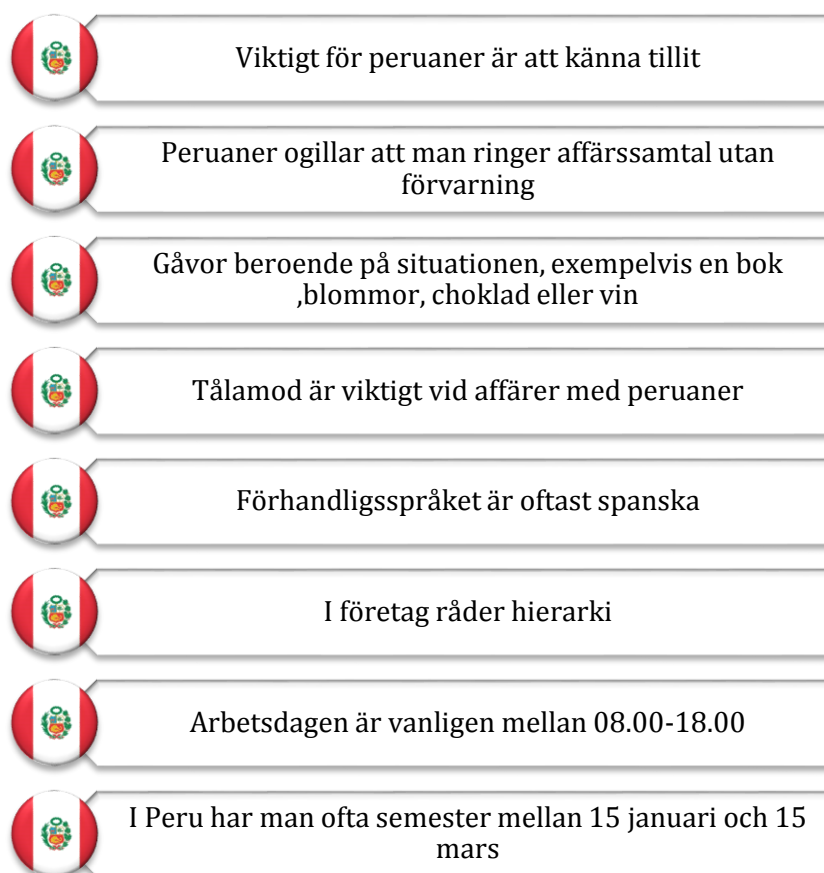 Viktigt för peruaner är att känna tillit
Peruaner ogillar att man ringer affärssamtal utan
förvarning
Gåvor beroende på situationen, exempelvis en bok
,blommor, choklad eller vin
Tålamod är viktigt vid affärer med peruaner
Förhandligsspråket är oftast spanska
I företag råder hierarki
Arbetsdagen är vanligen mellan 08.00-18.00
I Peru har man ofta semester mellan 15 januari och 15
mars